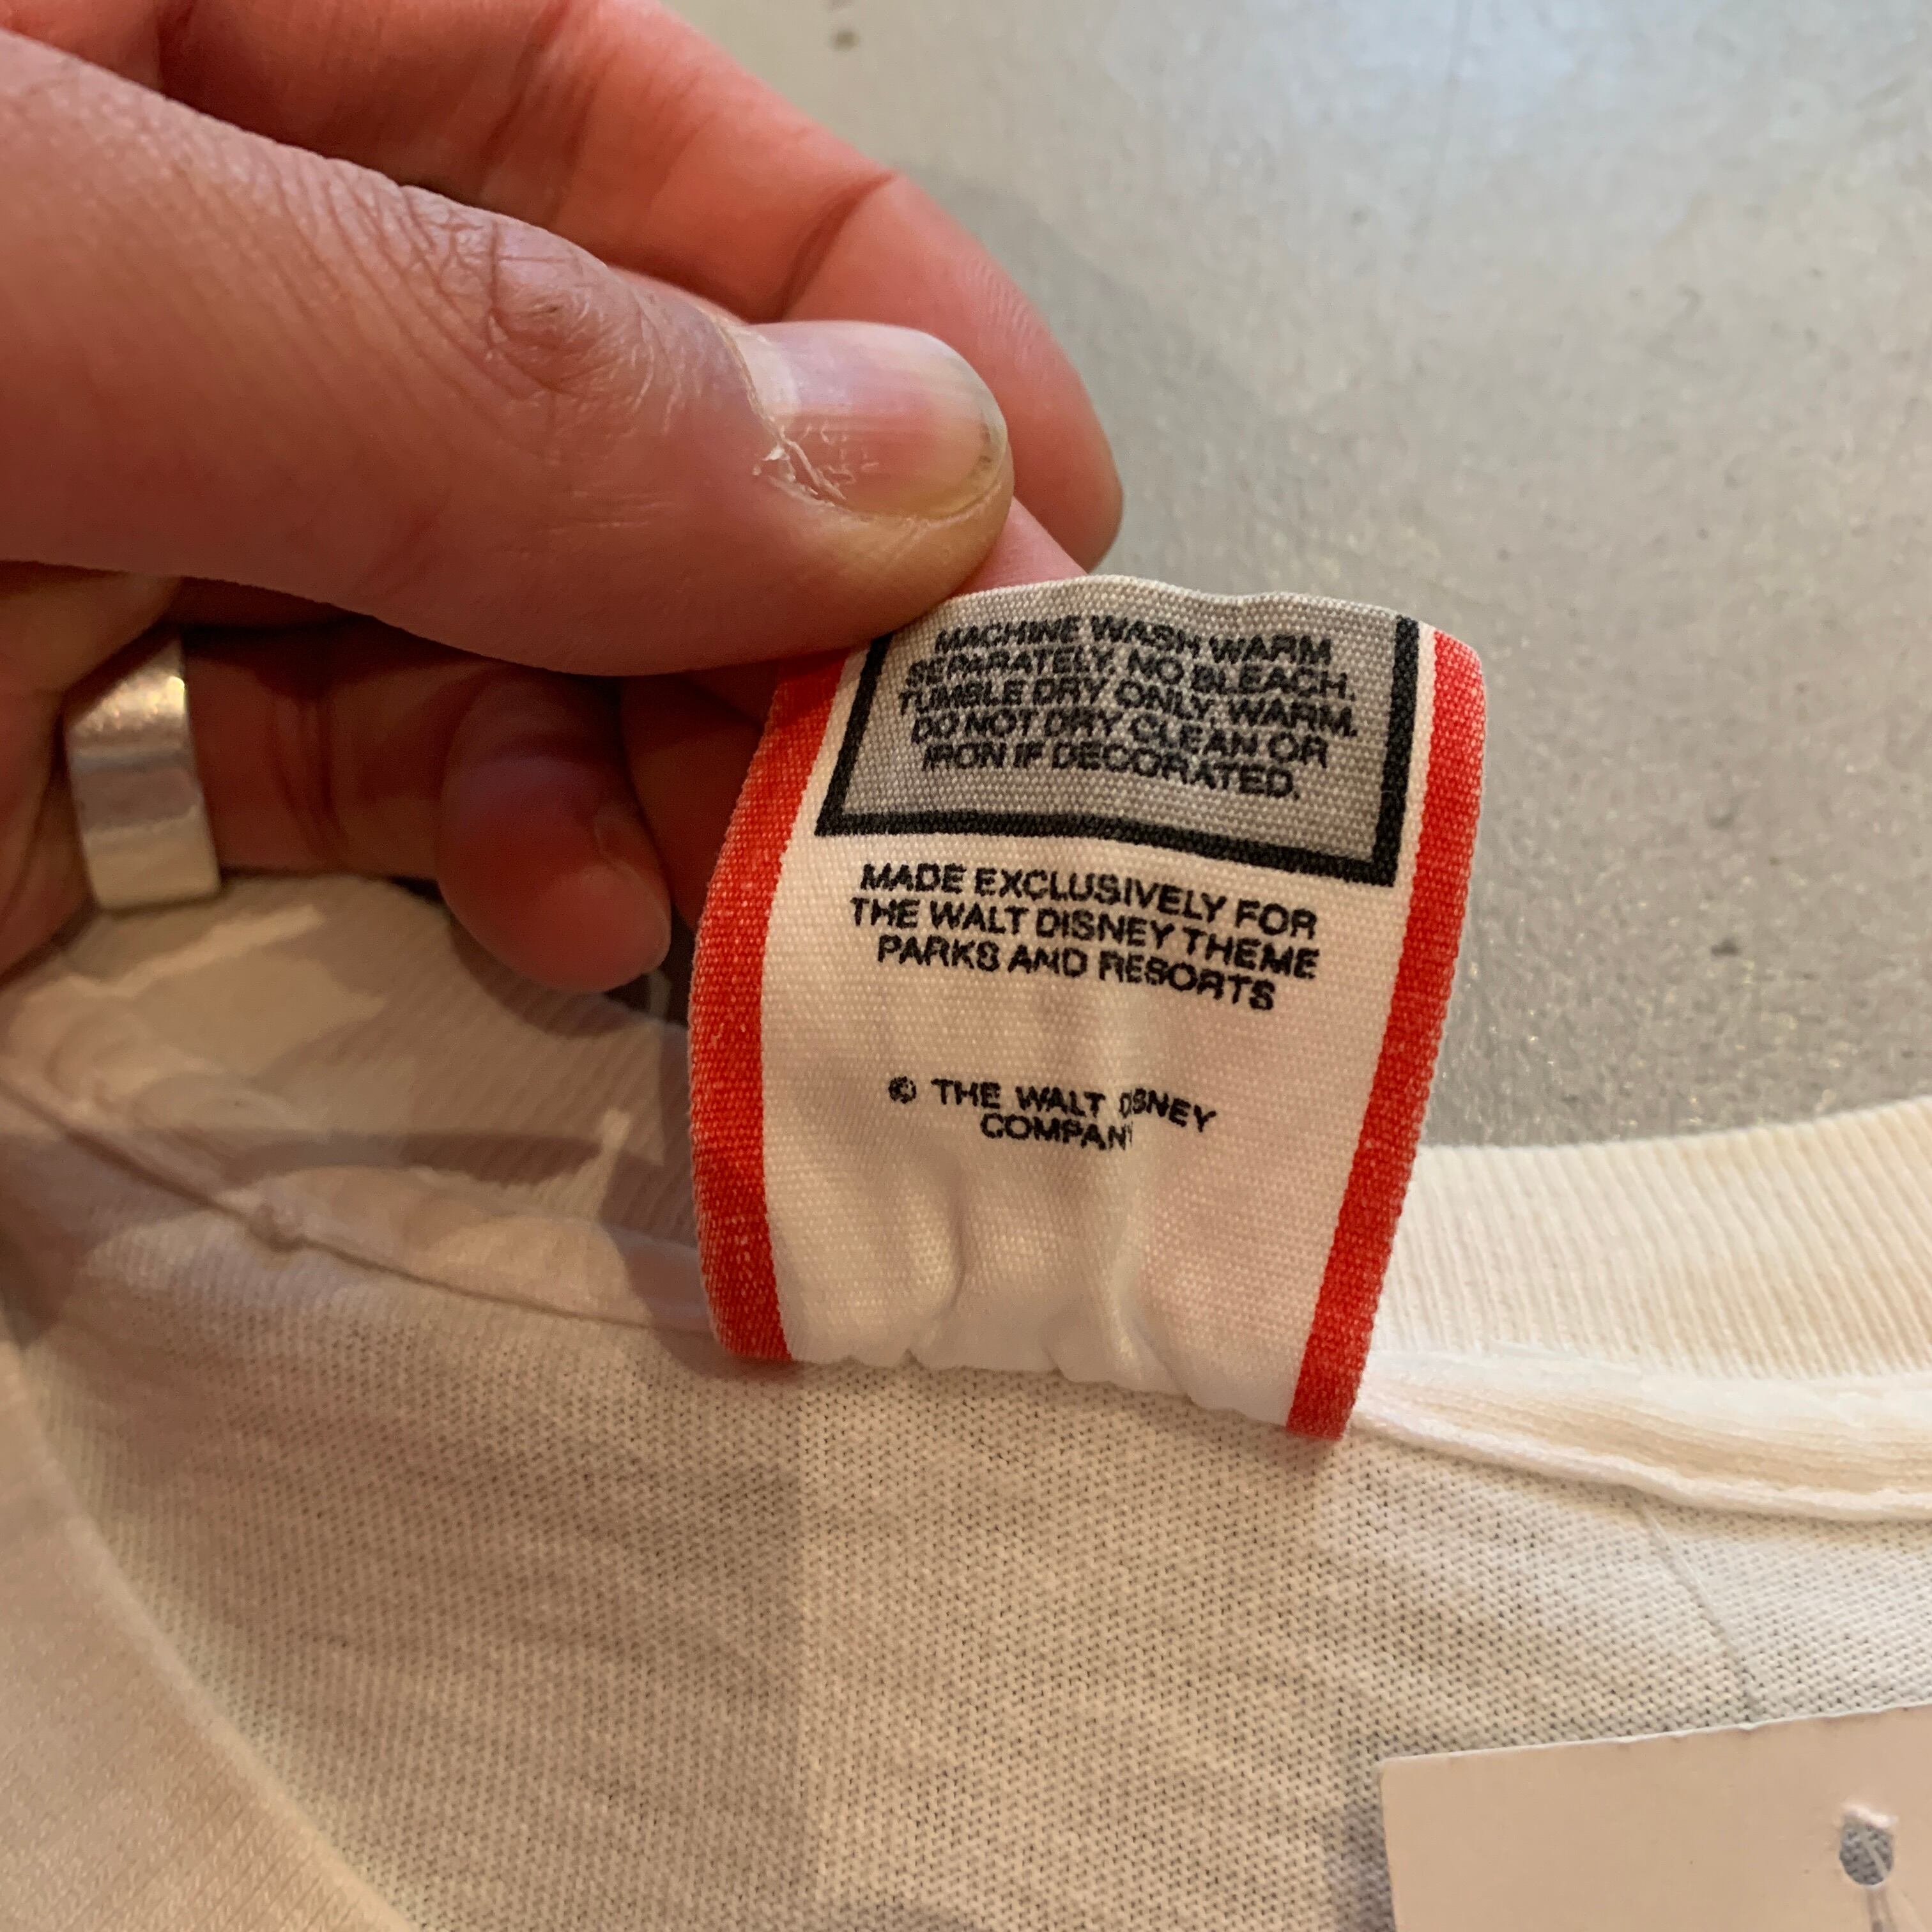 MACHINE WASH WARM
SEPARATELY. NO BLEACH.
TUMBLE DRY ONLY. WARM.
DO NOT DRY CLEAN OR
IRON IF DECORATED.
MADE EXCLUSIVELY FOR
THE WALT DISNEY THEME
PARKS AND RESORTS
© THE WALT DISNEY
COMPANY